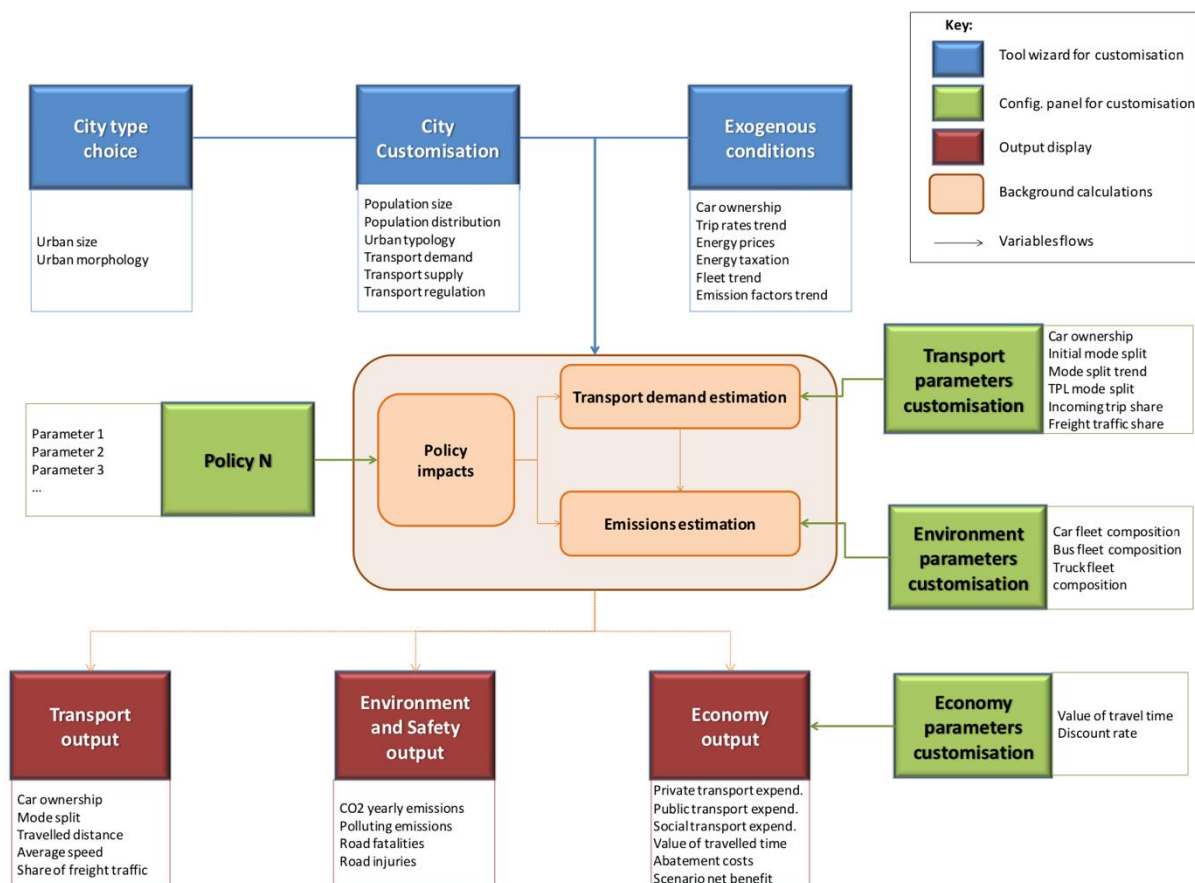 Key:
Tool wizard for customisation
Config. panel for customisation
Output display
Background calculations
Variables flows
City type
choice
Urban size
Urban morphology
City
Customisation
Population size
Population distribution
Urban typology
Transport demand
Transport supply
Transport regulation
Exogenous
conditions
Car ownership
Trip rates trend
Energy prices
Energy taxation
Fleet trend
Emission factors trend
Transport
parameters
customisation
Car ownership
Initial mode split
Mode split trend
TPL mode split
Incoming trip share
Freight traffic share
Parameter 1
Parameter 2
Parameter 3
...
Policy N
Policy
impacts
Transport demand estimation
Emissions estimation
Environment
parameters
customisation
Car fleet composition
Bus fleet composition
Truck fleet
composition
Transport
output
Car ownership
Mode split
Travelled distance
Average speed
Share of freight traffic
Environment
and Safety
output
CO2 yearly emissions
Polluting emissions
Road fatalities
Road injuries
Economy
output
Private transport expend.
Public transport expend.
Social transport expend.
Value of travelled time
Abatement costs
Scenario net benefit
Economy
parameters
customisation
Value of travel time
Discount rate